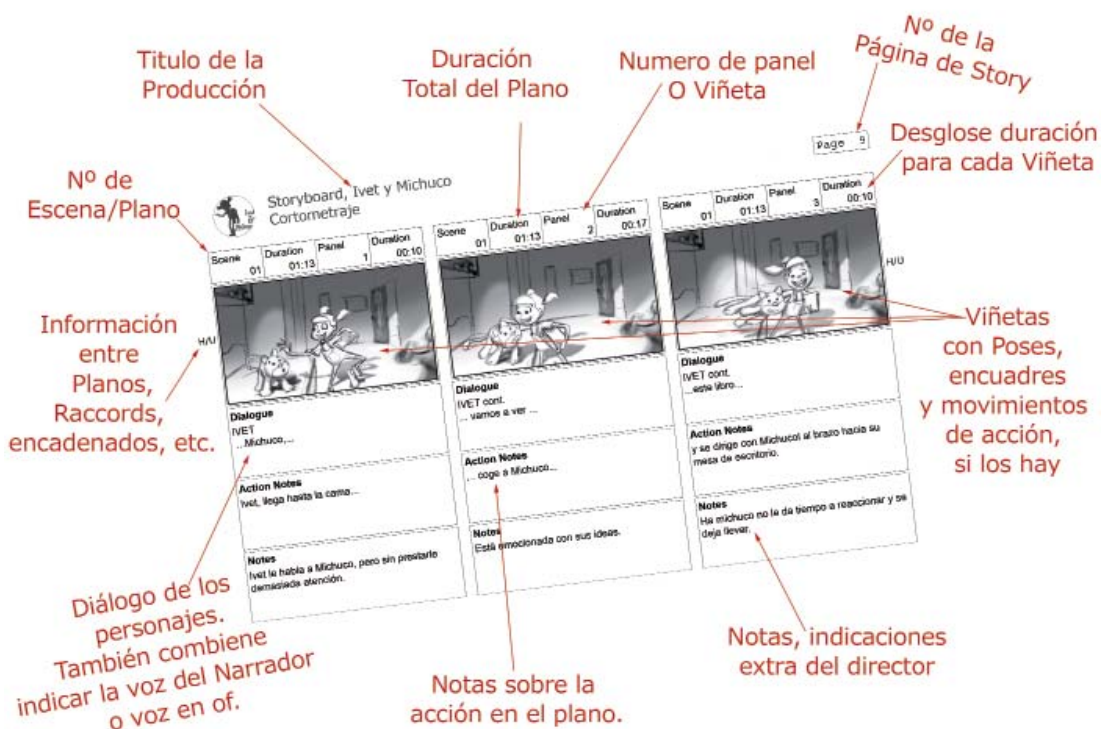 Titulo de la
Producción
Duración
Total del Plano
Numero de panel
O Viñeta
Nº de la
Página de Story
Desglose duración
para cada Viñeta
Nº de
Escena/Plano
Page 9
Storyboard, Ivet y Michuco
Cortometraje
Scene 01 Duration 01:13 Panel 1 Duration 00:10
Scene 01 Duration 01:13 Panel 2 Duration 00:17
Scene 01 Duration 01:13 Panel 3 Duration 00:10
H/U
H/U
Información
entre
Planos,
Raccords,
encadenados, etc.
Viñetas
con Poses,
encuadres
y movimientos
de acción,
si los hay
Dialogue
IVET
...Michuco,...
Action Notes
Ivet, llega hasta la cama...
Notes
Ivet le habla a Michuco, pero sin prestarle
demasiada atención.
Dialogue
IVET cont.
... vamos a ver ...
Action Notes
,.. coge a Michuco...
Notes
Está emocionada con sus ideas.
Dialogue
IVET cont.
...este libro...
Action Notes
y se dirige con Michucol al brazo hacia su
mesa de escritorio.
Notes
Ha michuco no le da tiempo a reaccionar y se
deja llevar.
Diálogo de los
personajes.
También combiene
indicar la voz del Narrador
o voz en of.
Notas sobre la
acción en el plano.
Notas, indicaciones
extra del director